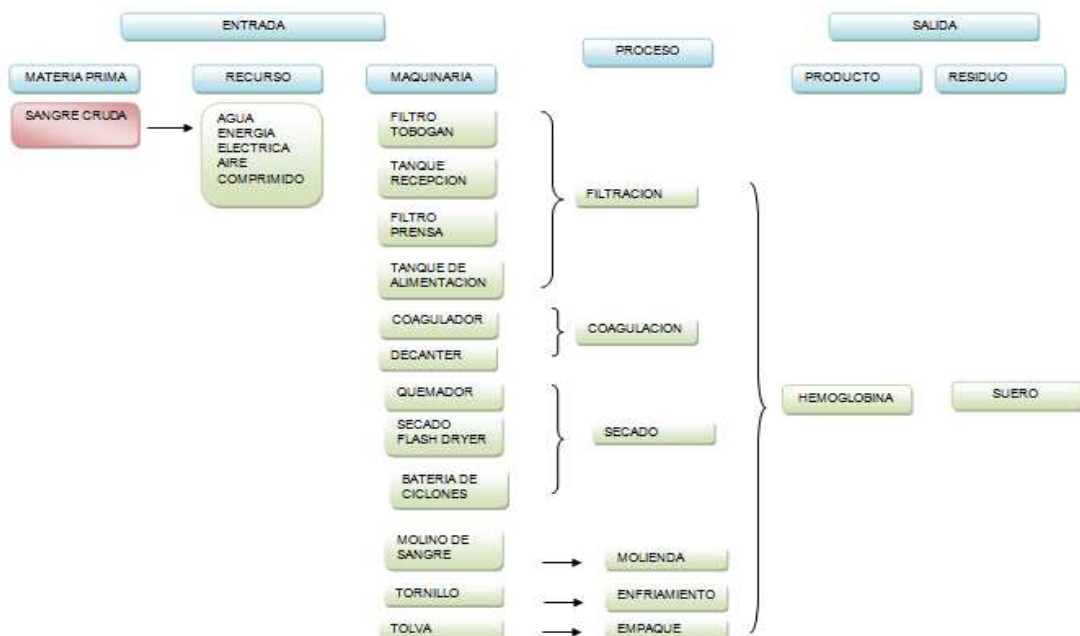 ENTRADA
SALIDA
PROCESO
MATERIA PRIMA
RECURSO
MAQUINARIA
PRODUCTO
RESIDUO
SANGRE CRUDA
AGUA
ENERGIA
ELECTRICA
AIRE
COMPRIMIDO
FILTRO
TOBOGAN
TANQUE
RECEPCION
FILTRO
PRENSA
TANQUE DE
ALIMENTACION
FILTRACION
COAGULADOR
DECANTER
COAGULACION
QUEMADOR
SECADO
FLASH DRYER
BATERIA DE
CICLONES
SECADO
HEMOGLOBINA
SUERO
MOLINO DE
SANGRE
MOLIENDA
TORNILLO
ENFRIAMIENTO
TOLVA
EMPAQUE